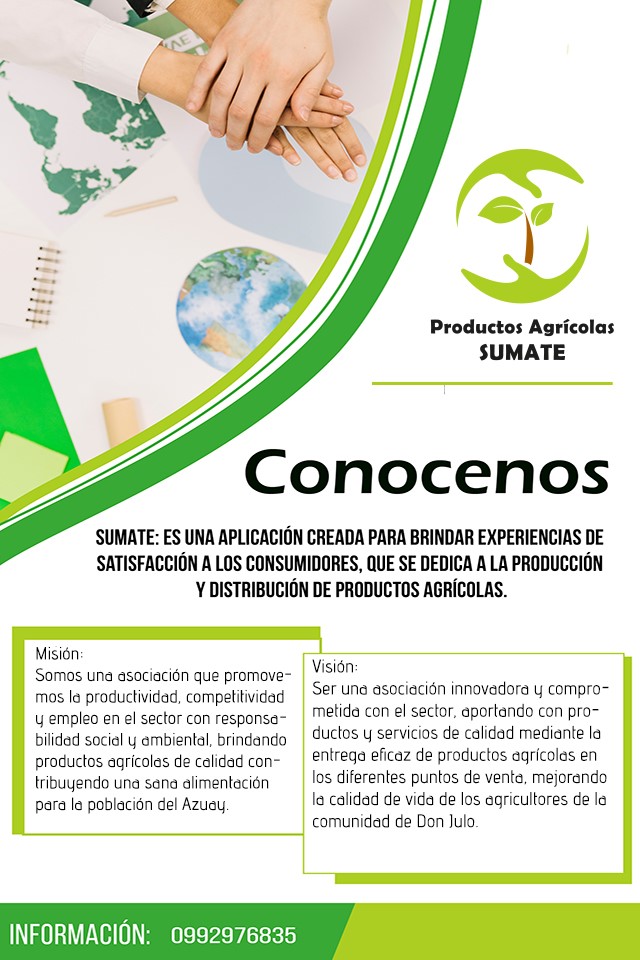 Productos Agrícolas
SUMATE
Conocenos
SUMATE: ES UNA APLICACIÓN CREADA PARA BRINDAR EXPERIENCIAS DE
SATISFACCIÓN A LOS CONSUMIDORES, QUE SE DEDICA A LA PRODUCCIÓN
Y DISTRIBUCIÓN DE PRODUCTOS AGRÍCOLAS.
Misión:
Somos una asociación que promove-
mos la productividad, competitividad
y empleo en el sector con responsa-
bilidad social y ambiental, brindando
productos agrícolas de calidad con-
tribuyendo una sana alimentación
para la población del Azuay.
Visión:
Ser una asociación innovadora y compro-
metida con el sector, aportando con pro-
ductos y servicios de calidad mediante la
entrega eficaz de productos agrícolas en
los diferentes puntos de venta, mejorando
la calidad de vida de los agricultores de la
comunidad de Don Julo.
INFORMACIÓN: 0992976835